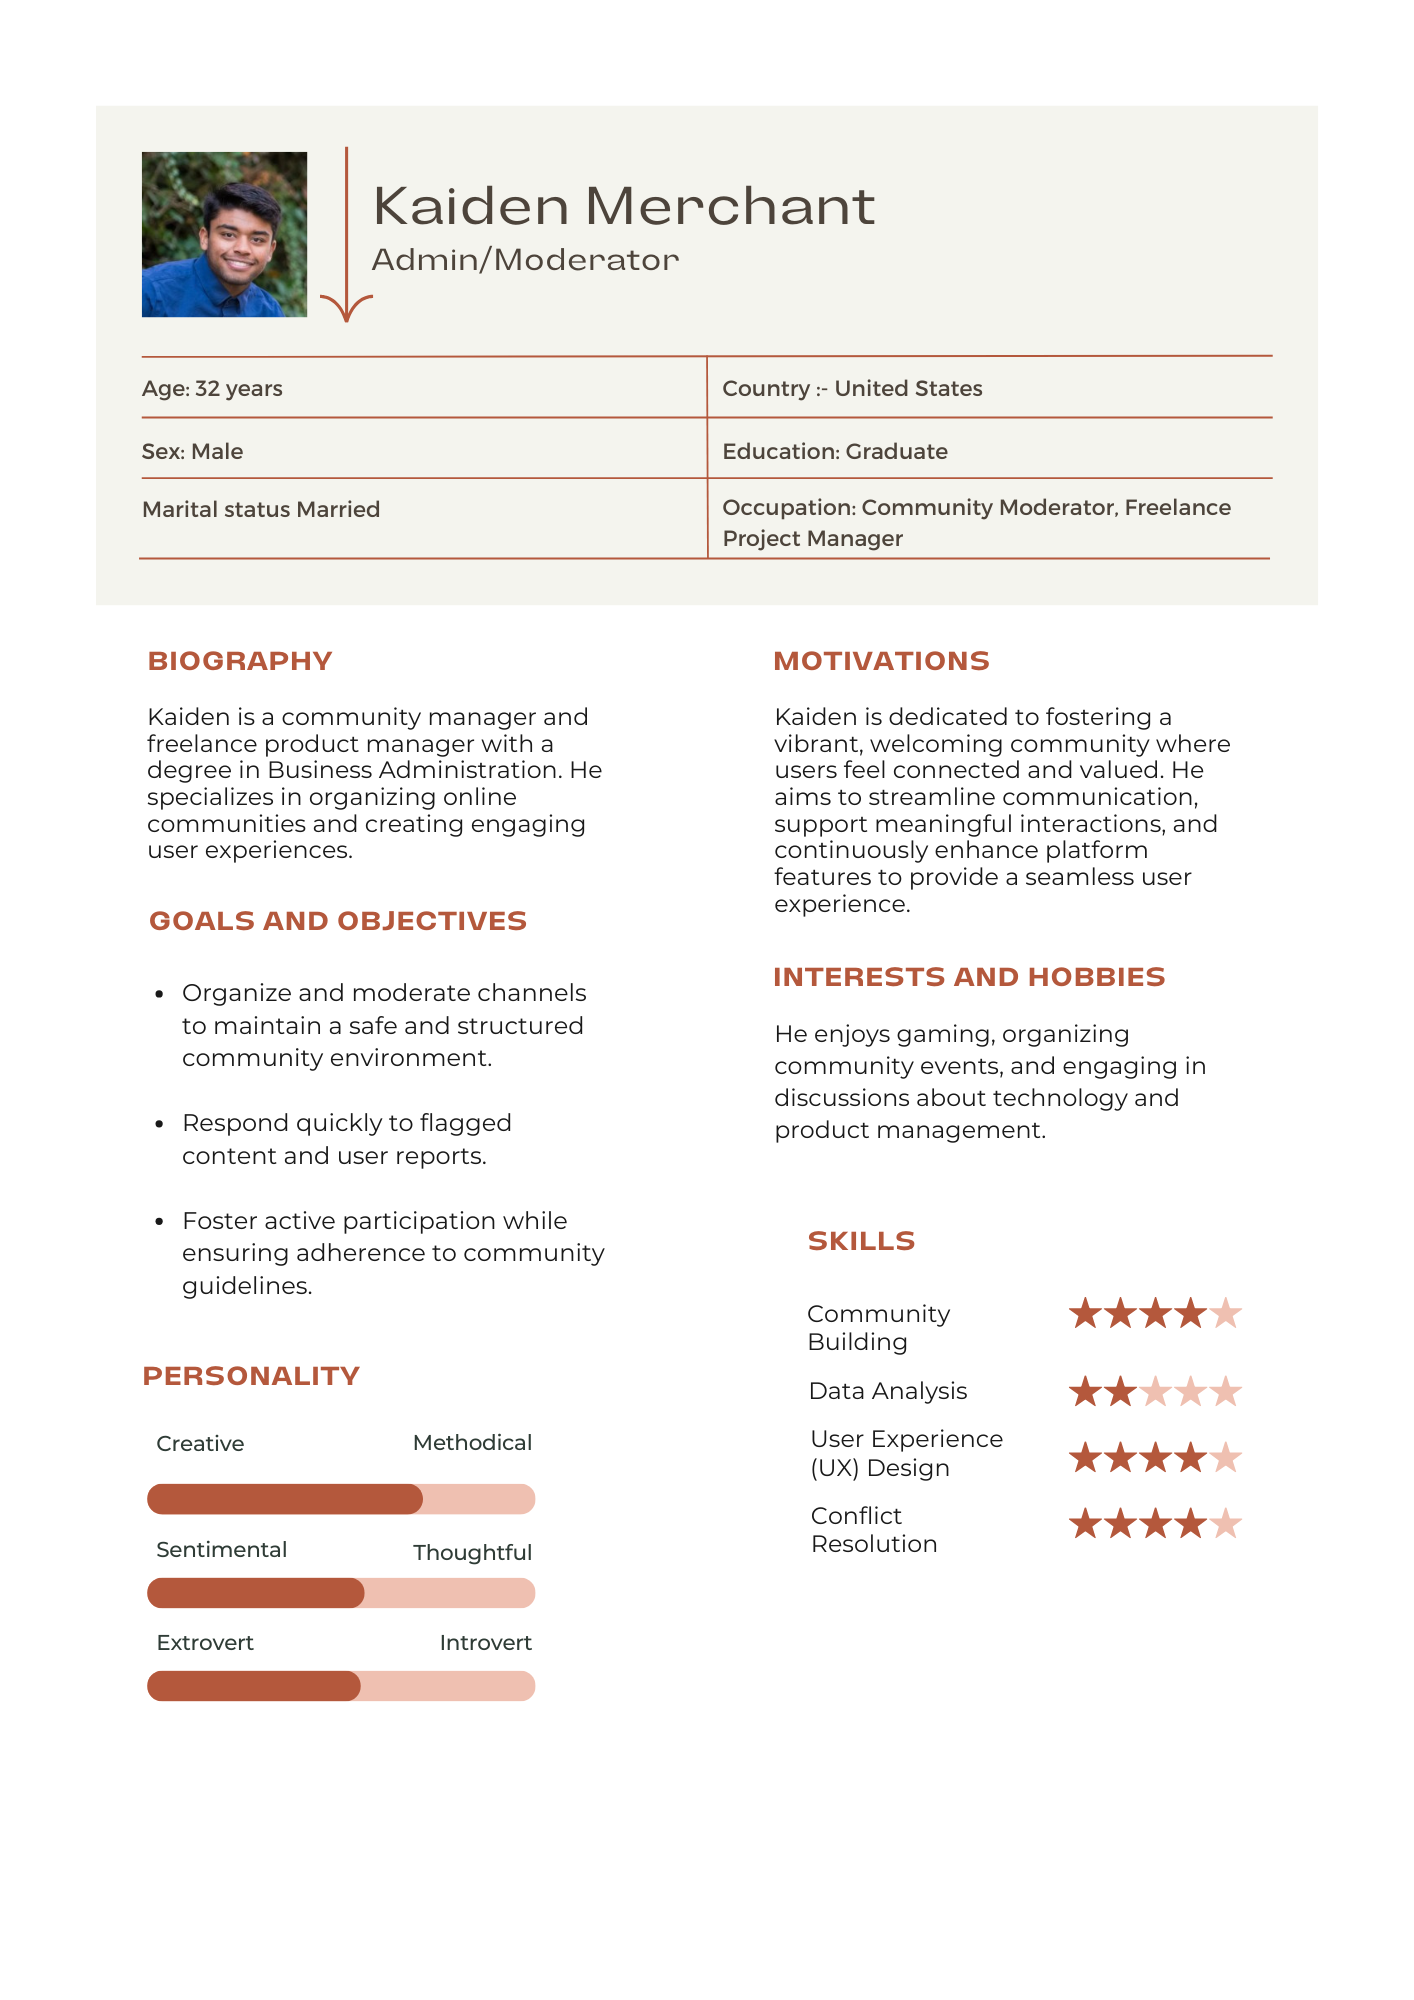 Kaiden Merchant
Admin/Moderator
Age: 32 years
Country :- United States
Sex: Male
Education: Graduate
Marital status Married
Occupation: Community Moderator, Freelance
Project Manager
BIOGRAPHY
Kaiden is a community manager and
freelance product manager with a
degree in Business Administration. He
specializes in organizing online
communities and creating engaging
user experiences.
GOALS AND OBJECTIVES
• Organize and moderate channels
to maintain a safe and structured
community environment.
• Respond quickly to flagged
content and user reports.
• Foster active participation while
ensuring adherence to community
guidelines.
PERSONALITY
Creative Methodical
Sentimental Thoughtful
Extrovert Introvert
MOTIVATIONS
Kaiden is dedicated to fostering a
vibrant, welcoming community where
users feel connected and valued. He
aims to streamline communication,
support meaningful interactions, and
continuously enhance platform
features to provide a seamless user
experience.
INTERESTS AND HOBBIES
He enjoys gaming, organizing
community events, and engaging in
discussions about technology and
product management.
SKILLS
Community
Building
Data Analysis
User Experience
(UX) Design
Conflict
Resolution